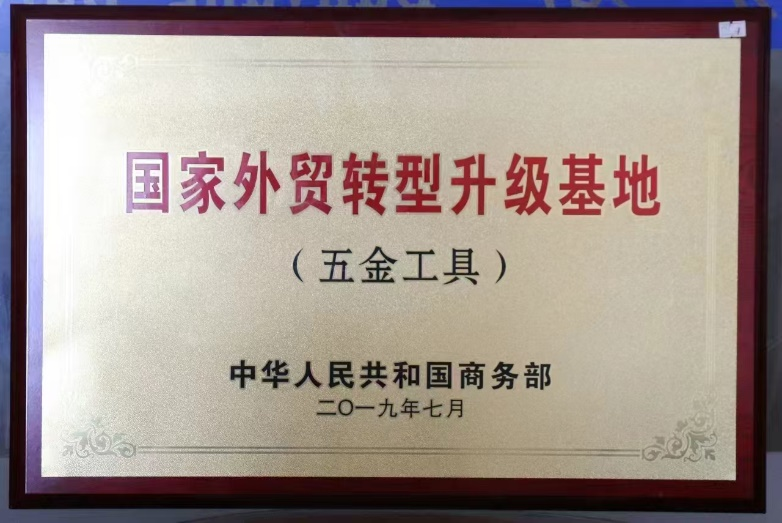 国家外贸转型升级基地
（五金工具）
中华人民共和国商务部
二〇一九年七月